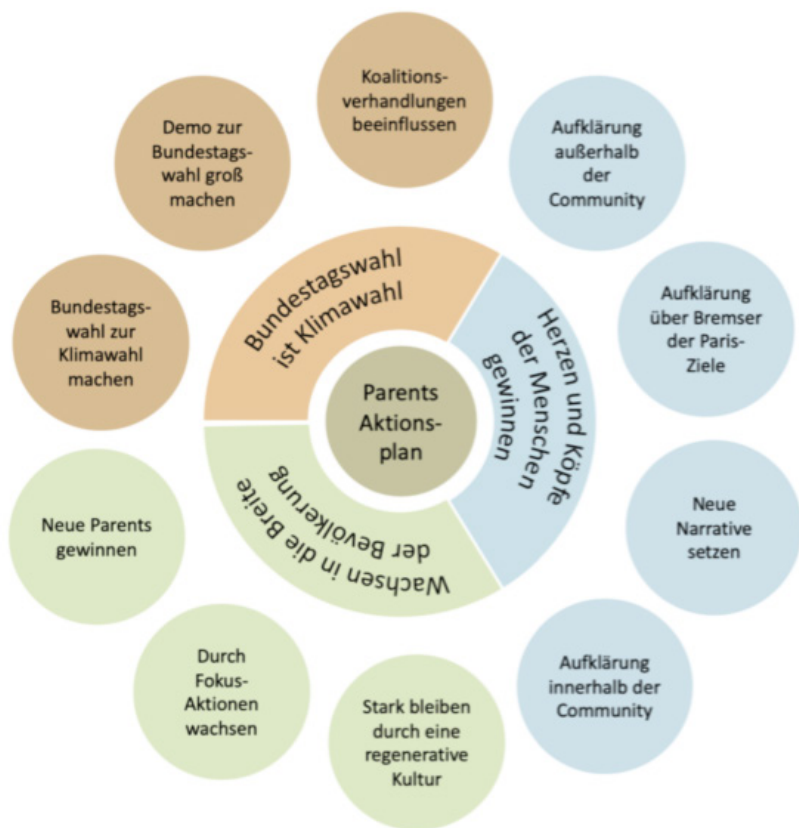 Koalitions-
verhandlungen
beeinflussen
Demo zur
Bundestags-
wahl groß
machen
Aufklärung
außerhalb
der
Community
Bundestagswahl
ist Klimawahl
Bundestags-
wahl zur
Klimawahl
machen
Aufklärung
über Bremser
der Paris-
Ziele
Herzen und Köpfe
der Menschen
gewinnen
Parents
Aktions-
plan
Wachsen in die Breite
der Bevölkerung
Neue Parents
gewinnen
Neue
Narrative
setzen
Durch
Fokus-
Aktionen
wachsen
Aufklärung
innerhalb der
Community
Stark bleiben
durch eine
regenerative
Kultur